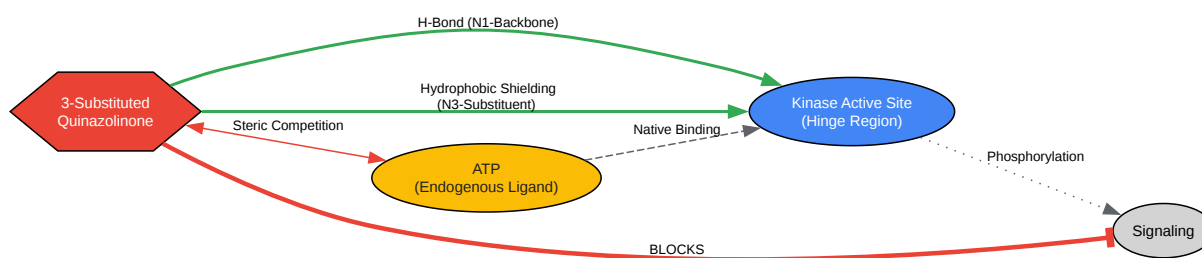 H-Bond (N1-Backbone)
3-Substituted
Quinazolinone
Hydrophobic Shielding
(N3-Substituent)
Kinase Active Site
(Hinge Region)
Steric Competition
Native Binding
ATP
(Endogenous Ligand)
Phosphorylation
Signaling
BLOCKS